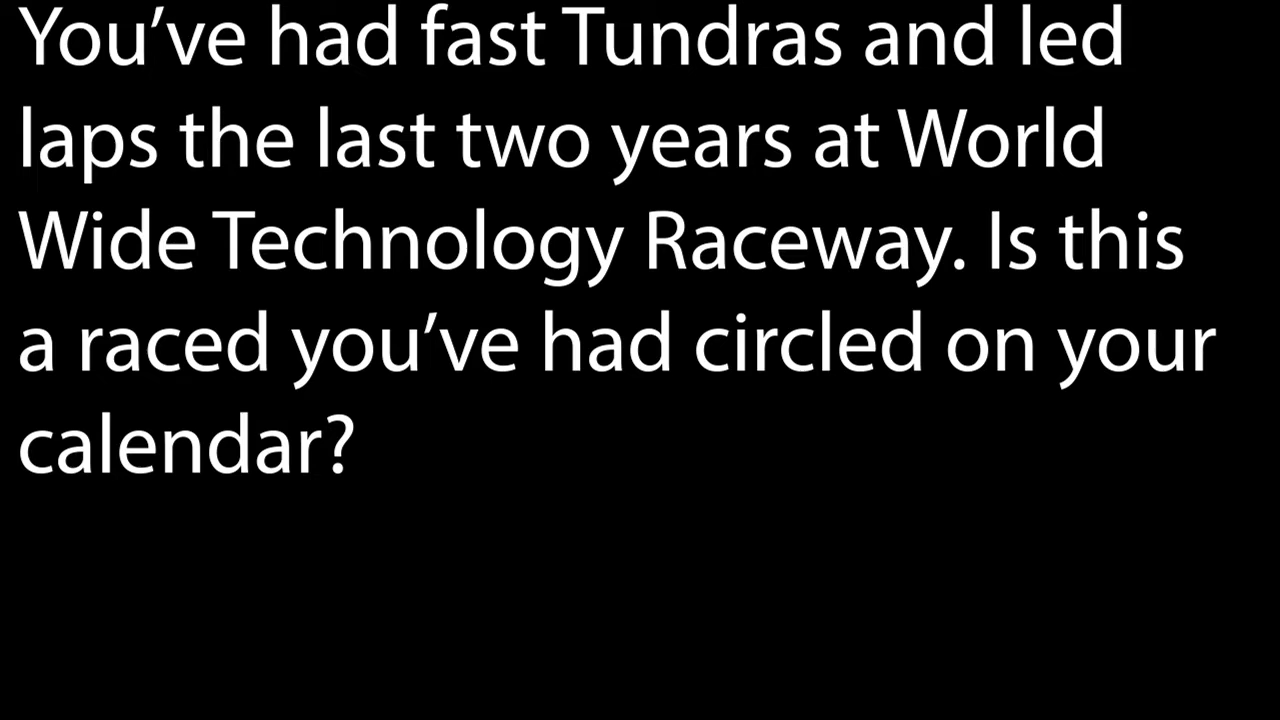 You’ve had fast Tundras and led
laps the last two years at World
Wide Technology Raceway. Is this
a raced you’ve had circled on your
calendar?